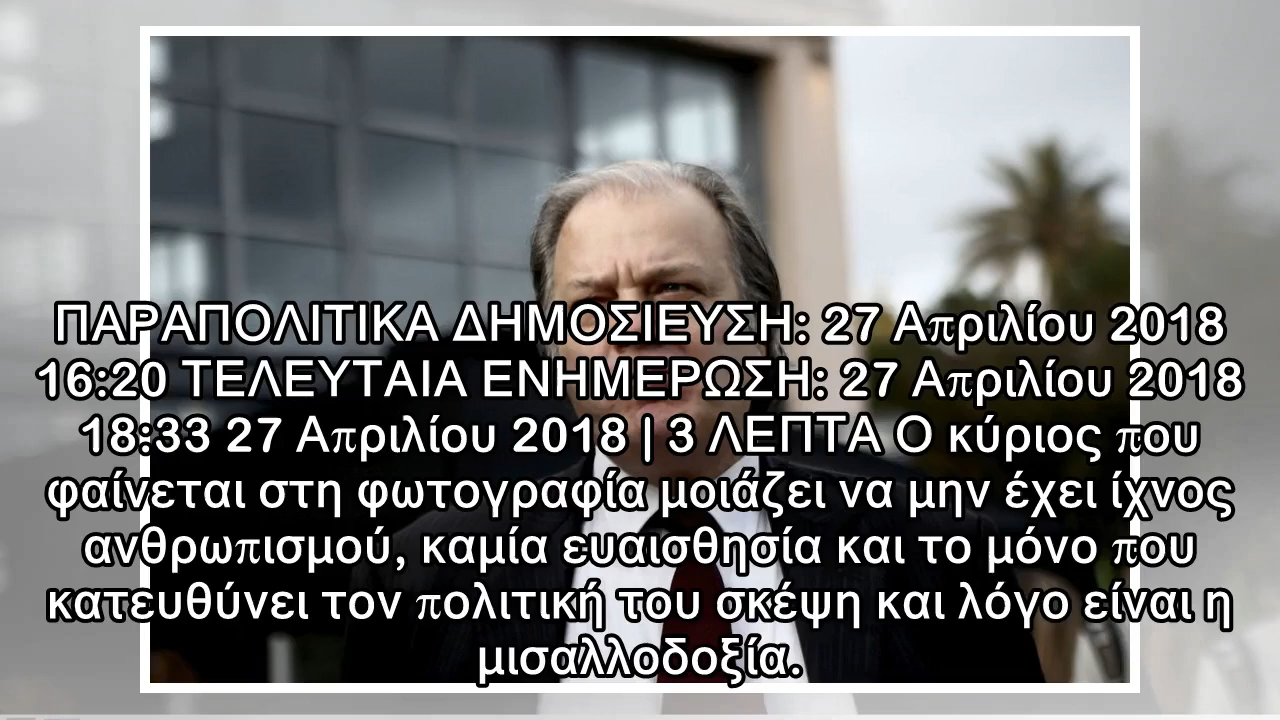 ΠΑΡΑΠΟΛΙΤΙΚΑ ΔΗΜΟΣΙΕΥΣΗ: 27 Απριλίου 2018
16:20 ΤΕΛΕΥΤΑΙΑ ΕΝΗΜΕΡΩΣΗ: 27 Απριλίου 2018
18:33 27 Απριλίου 2018 | 3 ΛΕΠΤΑ Ο κύριος που
φαίνεται στη φωτογραφία μοιάζει να μην έχει ίχνος
ανθρωπισμού, καμία ευαισθησία και το μόνο που
κατευθύνει τον πολιτική του σκέψη και λόγο είναι η
μισαλλοδοξία.